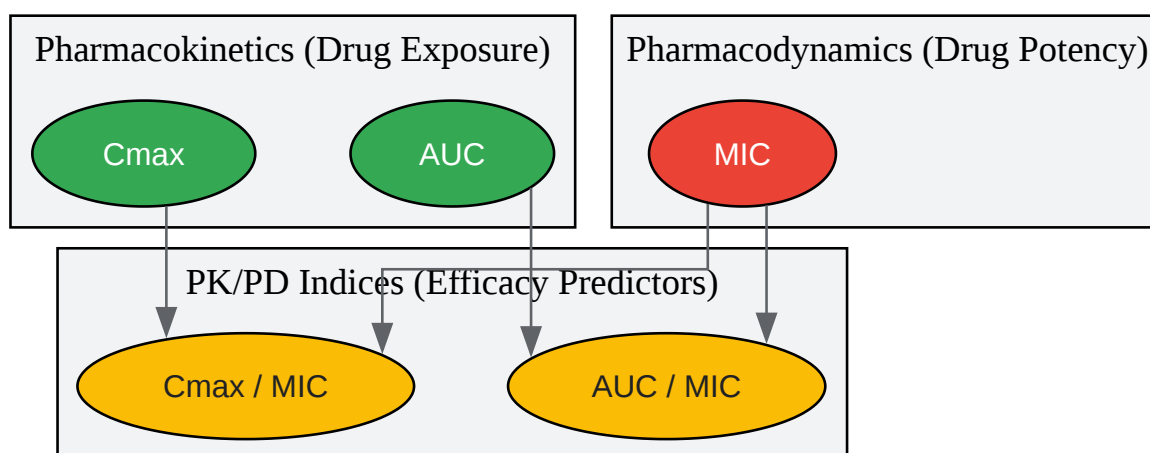 Pharmacokinetics (Drug Exposure)
Pharmacodynamics (Drug Potency)
Cmax
AUC
MIC
PK/PD Indices (Efficacy Predictors)
Cmax / MIC
AUC / MIC